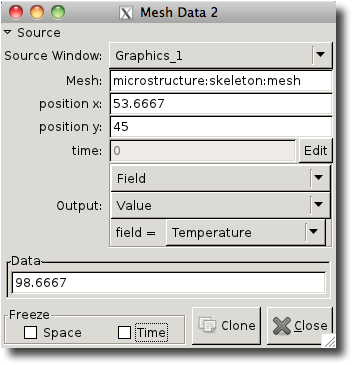 Mesh Data 2
Source
Source Window: Graphics_1
Mesh: microstructure:skeleton:mesh
position x: 53.6667
position y: 45
time: 0 Edit
Field
Output: Value
field = Temperature
Data
98.6667
Freeze
Space Time Clone Close